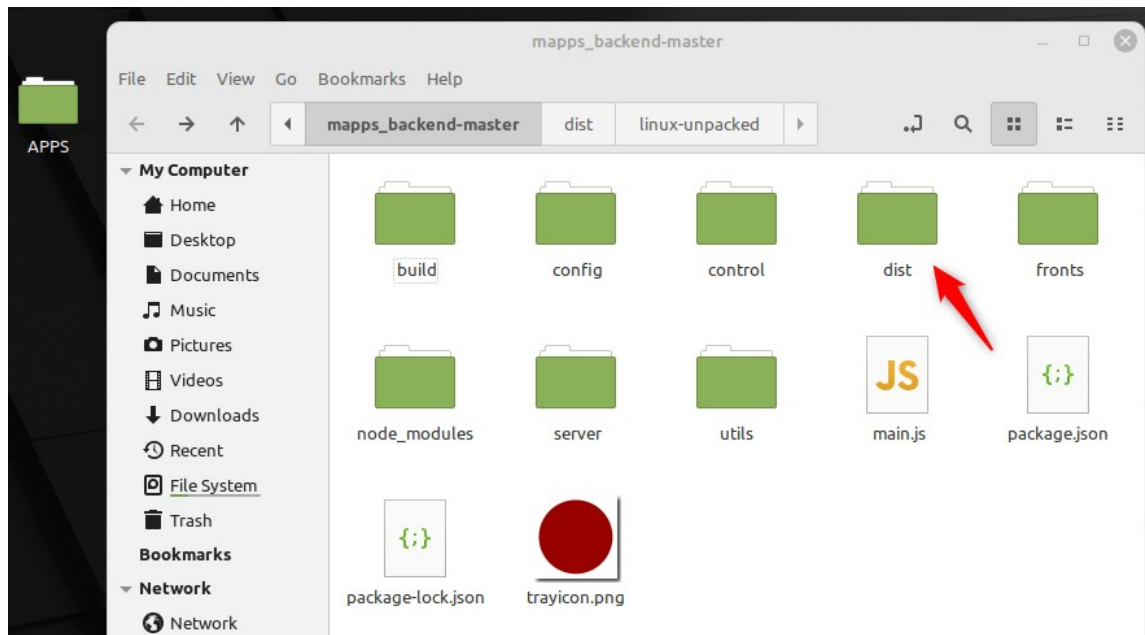 mapps_backend-master
File Edit View Go Bookmarks Help
mapps_backend-master dist linux-unpacked
APPS
My Computer
Home
Desktop
Documents
Music
Pictures
Videos
Downloads
Recent
File System
Trash
Bookmarks
Network
Network
build config control dist fronts
JS {;}
node_modules server utils main.js package.json
{;}
package-lock.json trayicon.png